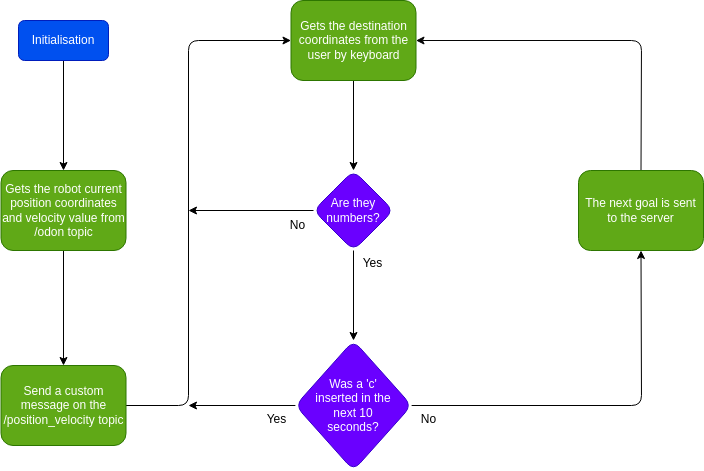 Initialisation
Gets the destination
coordinates from the
user by keyboard
Gets the robot current
position coordinates
and velocity value from
/odon topic
Are they
numbers?
No
Yes
The next goal is sent
to the server
Send a custom
message on the
/position_velocity topic
Was a 'c'
inserted in the
next 10
seconds?
Yes
No